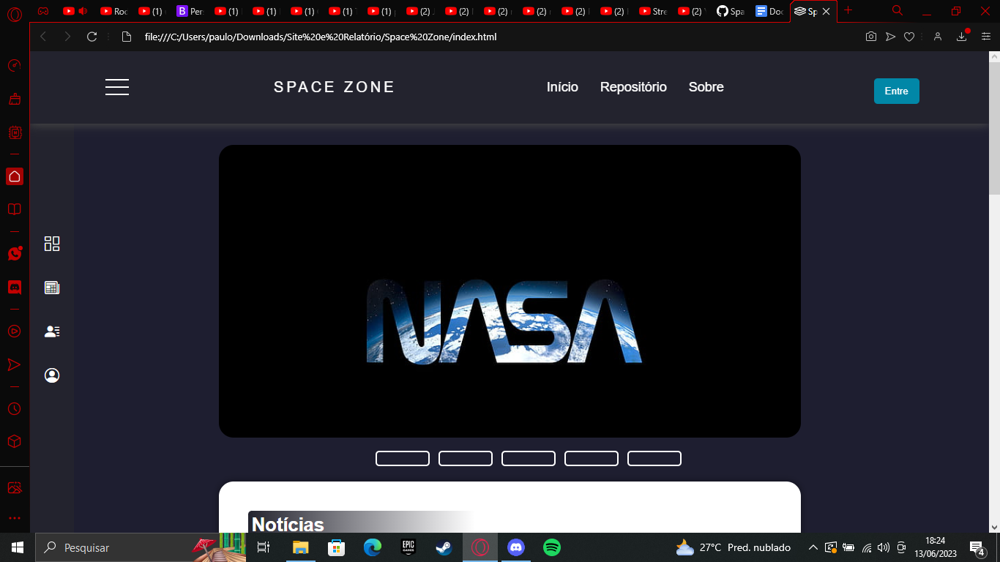 Roc
(1)
Per
(1)
(1)
(1)
(1)
(1)
(2)
(2)
(2)
(2)
(2)
(2)
Stre
(2)
Spa
Doc
Sp
file:///C:/Users/paulo/Downloads/Site%20e%20Relatório/Space%20Zone/index.html
SPACE ZONE
Início
Repositório
Sobre
Entre
NASA
Notícias
Pesquisar
EPIC
GAMES
27°C Pred. nublado
18:24
13/06/2023
4